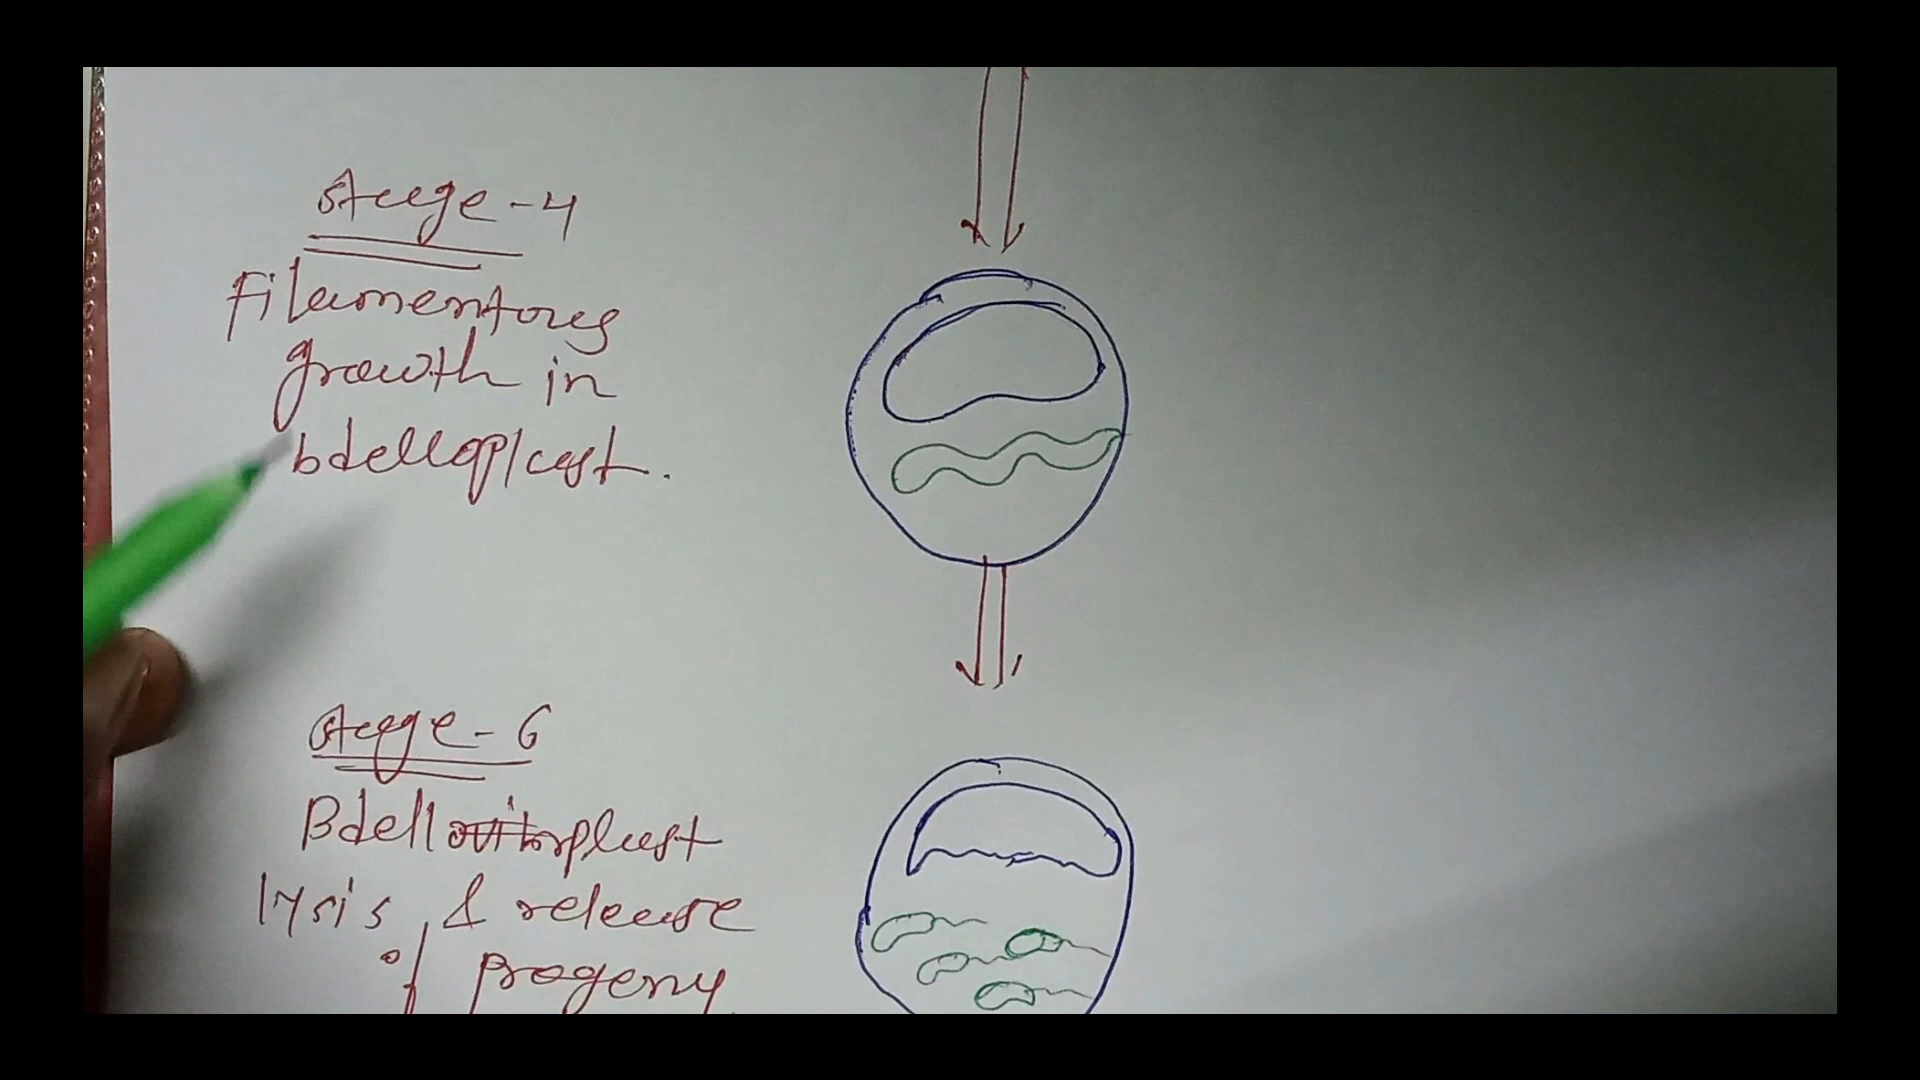 Stage-4
Filamentous
growth in
bdelloplast.
Stage-6
Bdelloplast
lysis & release
of progeny